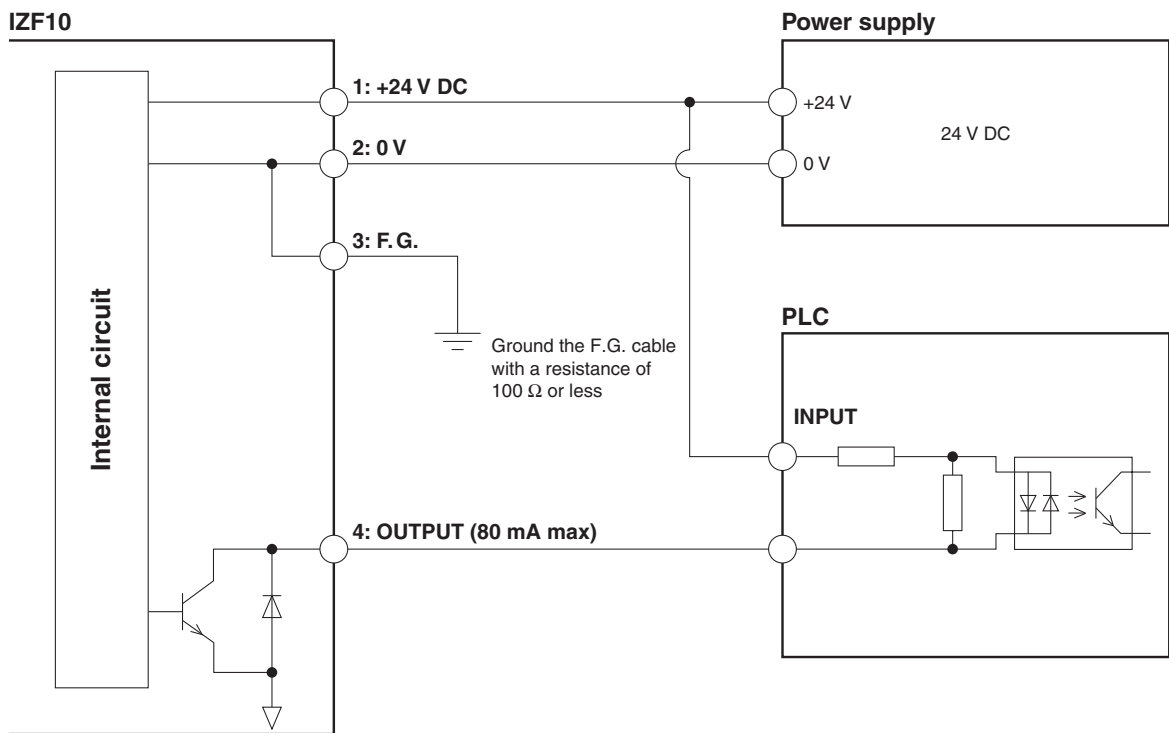 IZF10
Power supply
1: +24 V DC
+24 V
24 V DC
2: 0 V
0 V
3: F.G.
Internal circuit
Ground the F.G. cable
with a resistance of
100 Ω or less
PLC
INPUT
4: OUTPUT (80 mA max)